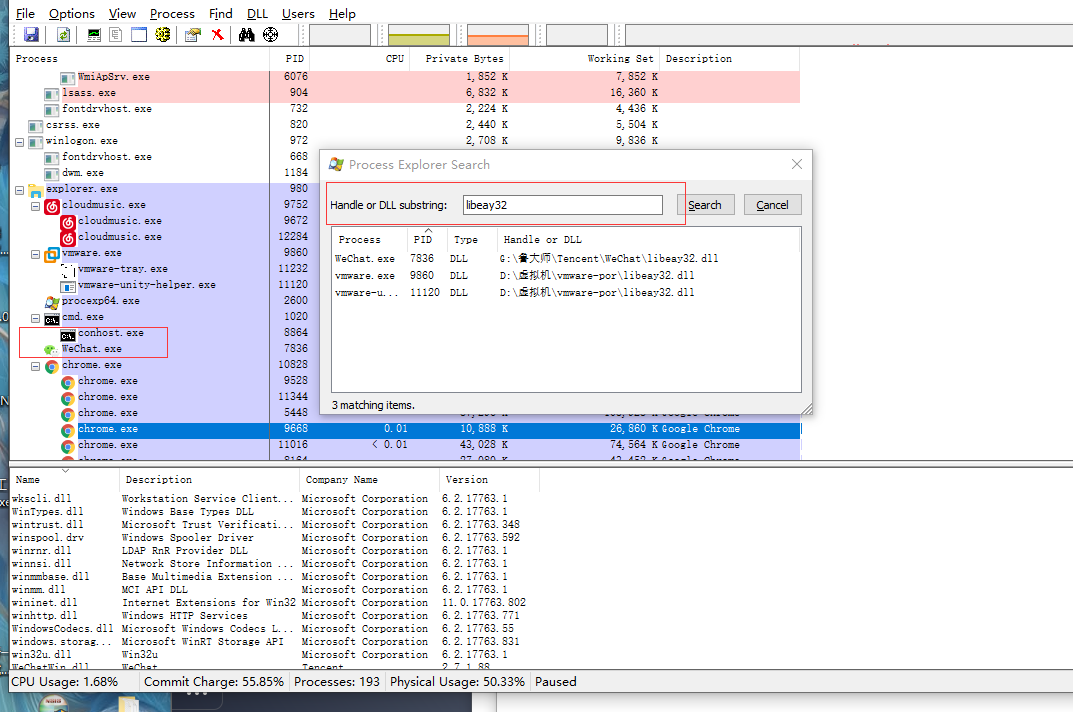 File Options View Process Find DLL Users Help
Process PID CPU Private Bytes Working Set Description
WmiApSrv.exe 6076 1,852 K 7,852 K
lsass.exe 904 6,832 K 16,360 K
fontdrvhost.exe 732 2,224 K 4,436 K
csrss.exe 820 2,440 K 5,504 K
winlogon.exe 972 2,708 K 9,836 K
fontdrvhost.exe 668
dwm.exe 1184
explorer.exe 980
cloudmusic.exe 9752
cloudmusic.exe 9672
cloudmusic.exe 12284
vmware.exe 9860
vmware-tray.exe 11232
vmware-unity-helper.exe 11120
procexp64.exe 2600
cmd.exe 1020
conhost.exe 8864
WeChat.exe 7836
chrome.exe 10828
chrome.exe 9528
chrome.exe 11344
chrome.exe 5448
chrome.exe 9668 0.01 10,888 K 26,860 K Google Chrome
chrome.exe 11016 < 0.01 43,028 K 74,564 K Google Chrome
Process Explorer Search
Handle or DLL substring: libeay32 Search Cancel
Process PID Type Handle or DLL
WeChat.exe 7836 DLL G:\鲁大师\Tencent\WeChat\libeay32.dll
vmware.exe 9860 DLL D:\虚拟机\vmware-por\libeay32.dll
vmware-u... 11120 DLL D:\虚拟机\vmware-por\libeay32.dll
3 matching items.
Name Description Company Name Version
wkscli.dll Workstation Service Client... Microsoft Corporation 6.2.17763.1
WinTypes.dll Windows Base Types DLL Microsoft Corporation 6.2.17763.1
wintrust.dll Microsoft Trust Verificati... Microsoft Corporation 6.2.17763.348
winspool.drv Windows Spooler Driver Microsoft Corporation 6.2.17763.592
winrnr.dll LDAP RnR Provider DLL Microsoft Corporation 6.2.17763.1
winnsi.dll Network Store Information ... Microsoft Corporation 6.2.17763.1
winmmbase.dll Base Multimedia Extension ... Microsoft Corporation 6.2.17763.1
winmm.dll MCI API DLL Microsoft Corporation 6.2.17763.1
wininet.dll Internet Extensions for Win32 Microsoft Corporation 11.0.17763.802
winhttp.dll Windows HTTP Services Microsoft Corporation 6.2.17763.771
WindowsCodecs.dll Microsoft Windows Codecs L... Microsoft Corporation 6.2.17763.55
windows.storag... Microsoft WinRT Storage API Microsoft Corporation 6.2.17763.831
win32u.dll Win32u Microsoft Corporation 6.2.17763.1
WeChatWin.dll WeChat Tencent 2.7.1.88
CPU Usage: 1.68% Commit Charge: 55.85% Processes: 193 Physical Usage: 50.33% Paused